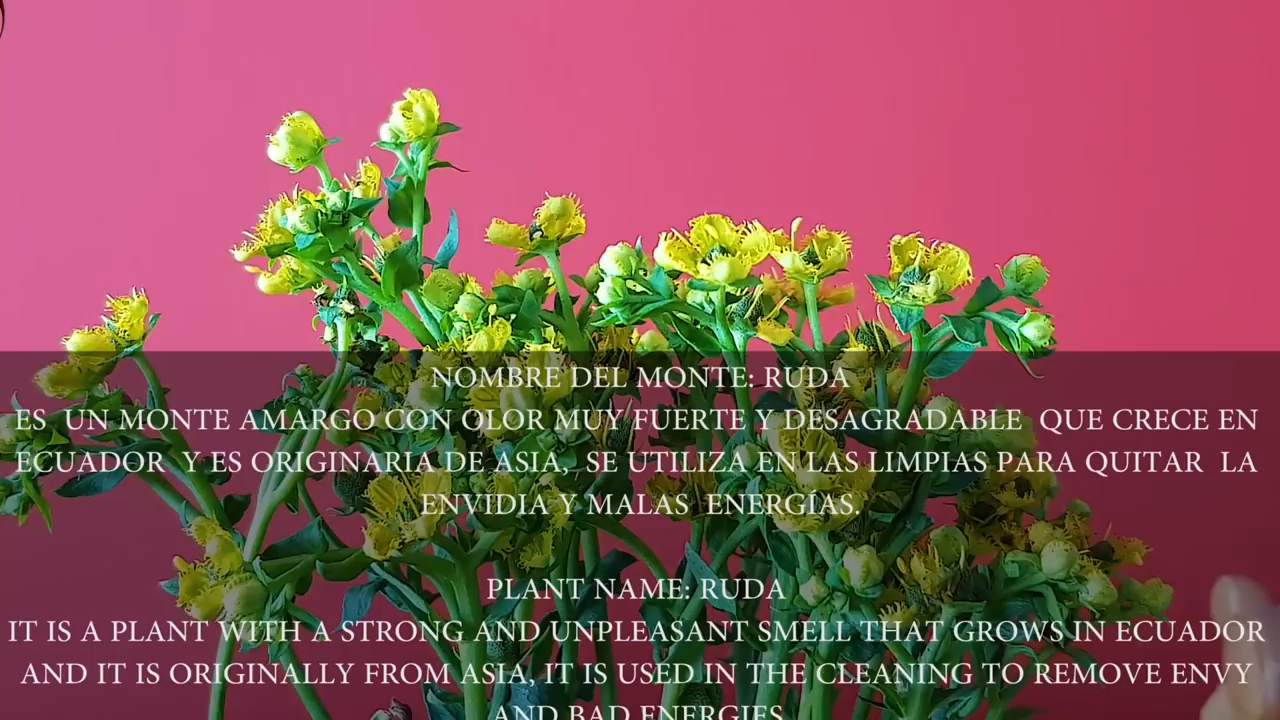 NOMBRE DEL MONTE: RUDA
ES UN MONTE AMARGO CON OLOR MUY FUERTE Y DESAGRADABLE QUE CRECE EN
ECUADOR Y ES ORIGINARIA DE ASIA, SE UTILIZA EN LAS LIMPIAS PARA QUITAR LA
ENVIDIA Y MALAS ENERGÍAS.
PLANT NAME: RUDA
IT IS A PLANT WITH A STRONG AND UNPLEASANT SMELL THAT GROWS IN ECUADOR
AND IT IS ORIGINALLY FROM ASIA, IT IS USED IN THE CLEANING TO REMOVE ENVY
AND BAD ENERGIES.